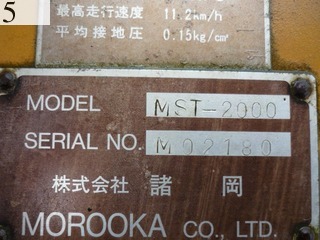 5
最高走行速度 11.2km/h
平均接地圧 0.15kg/c㎡
MODEL MST-2000
SERIAL NO. M02180
株式会社 諸岡
MOROOKA CO., LTD.